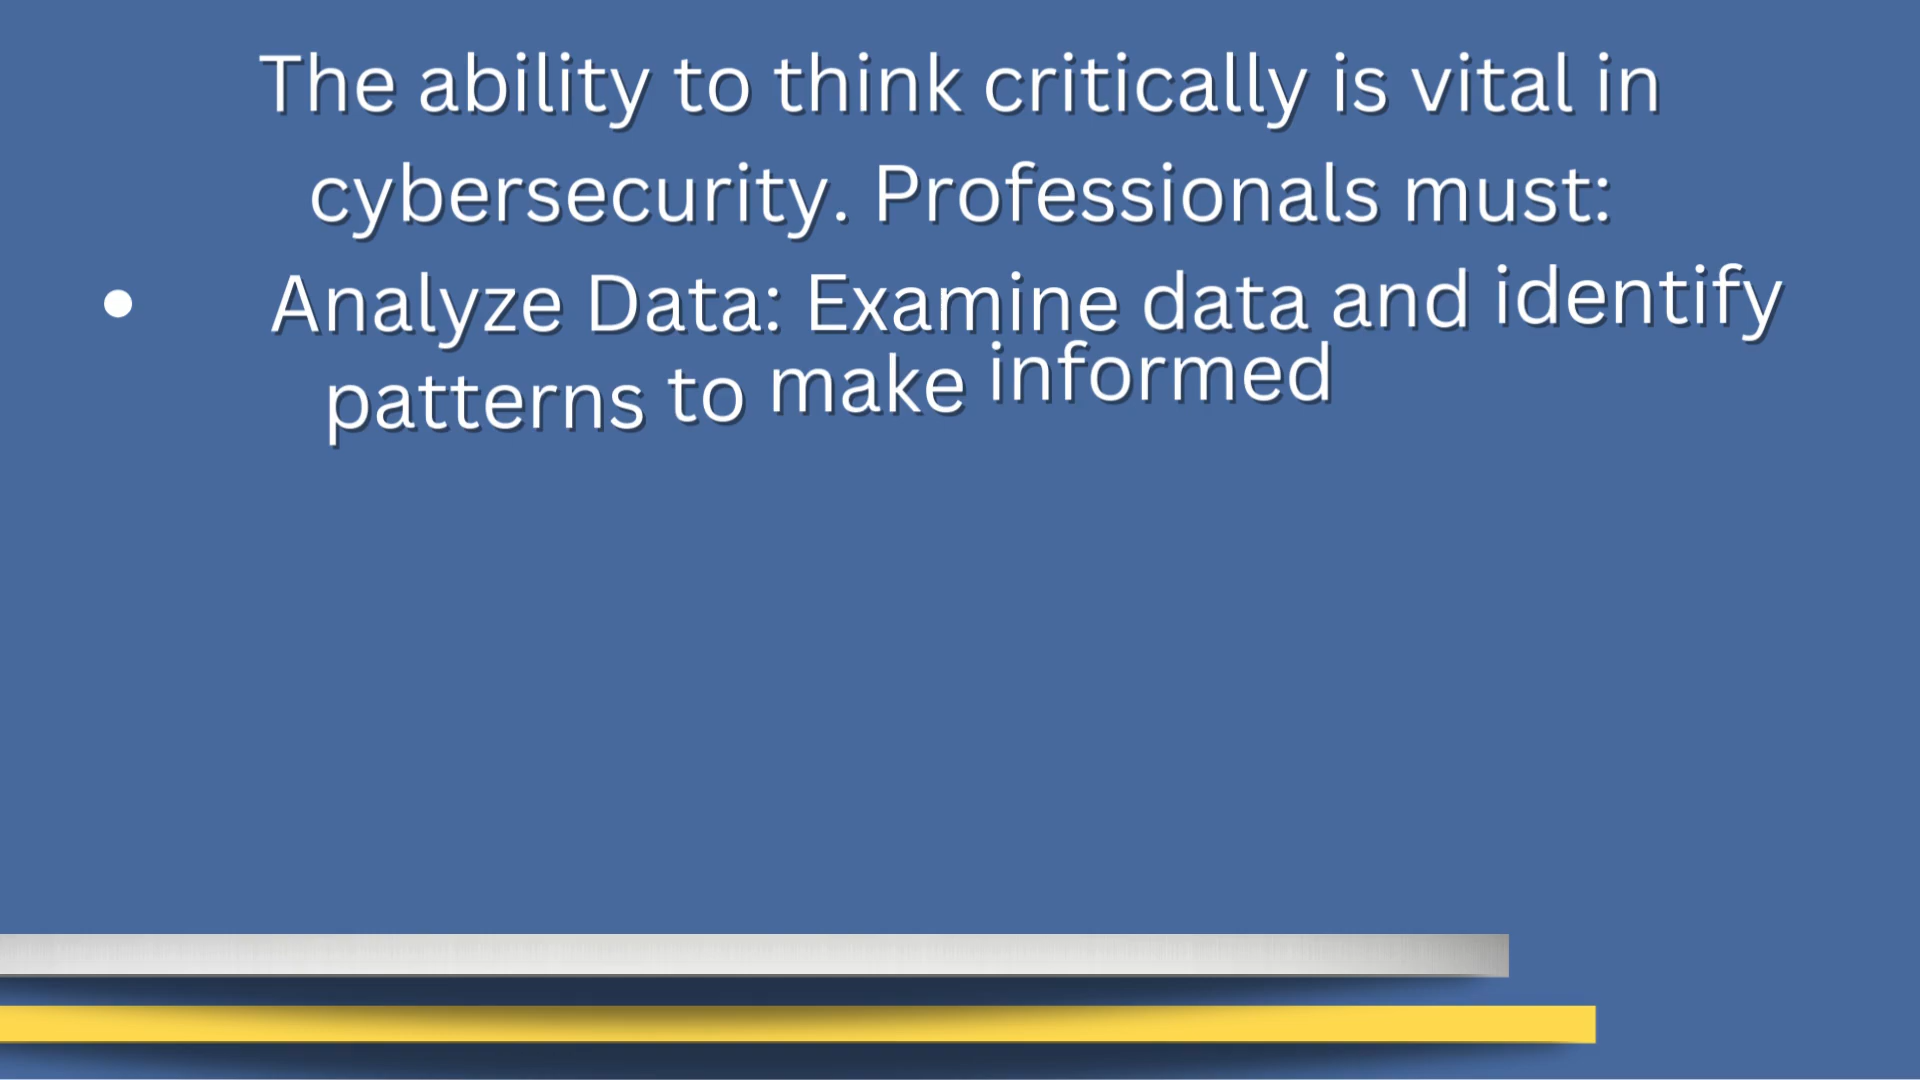 The ability to think critically is vital in
cybersecurity. Professionals must:
• Analyze Data: Examine data and identify
patterns to make informed